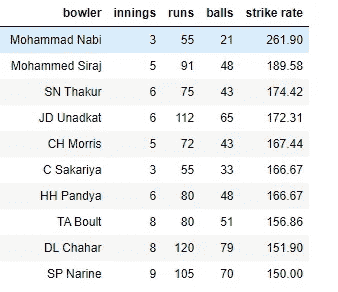 bowler innings runs balls strike rate
Mohammad Nabi 3 55 21 261.90
Mohammed Siraj 5 91 48 189.58
SN Thakur 6 75 43 174.42
JD Unadkat 6 112 65 172.31
CH Morris 5 72 43 167.44
C Sakariya 3 55 33 166.67
HH Pandya 6 80 48 166.67
TA Boult 8 80 51 156.86
DL Chahar 8 120 79 151.90
SP Narine 9 105 70 150.00